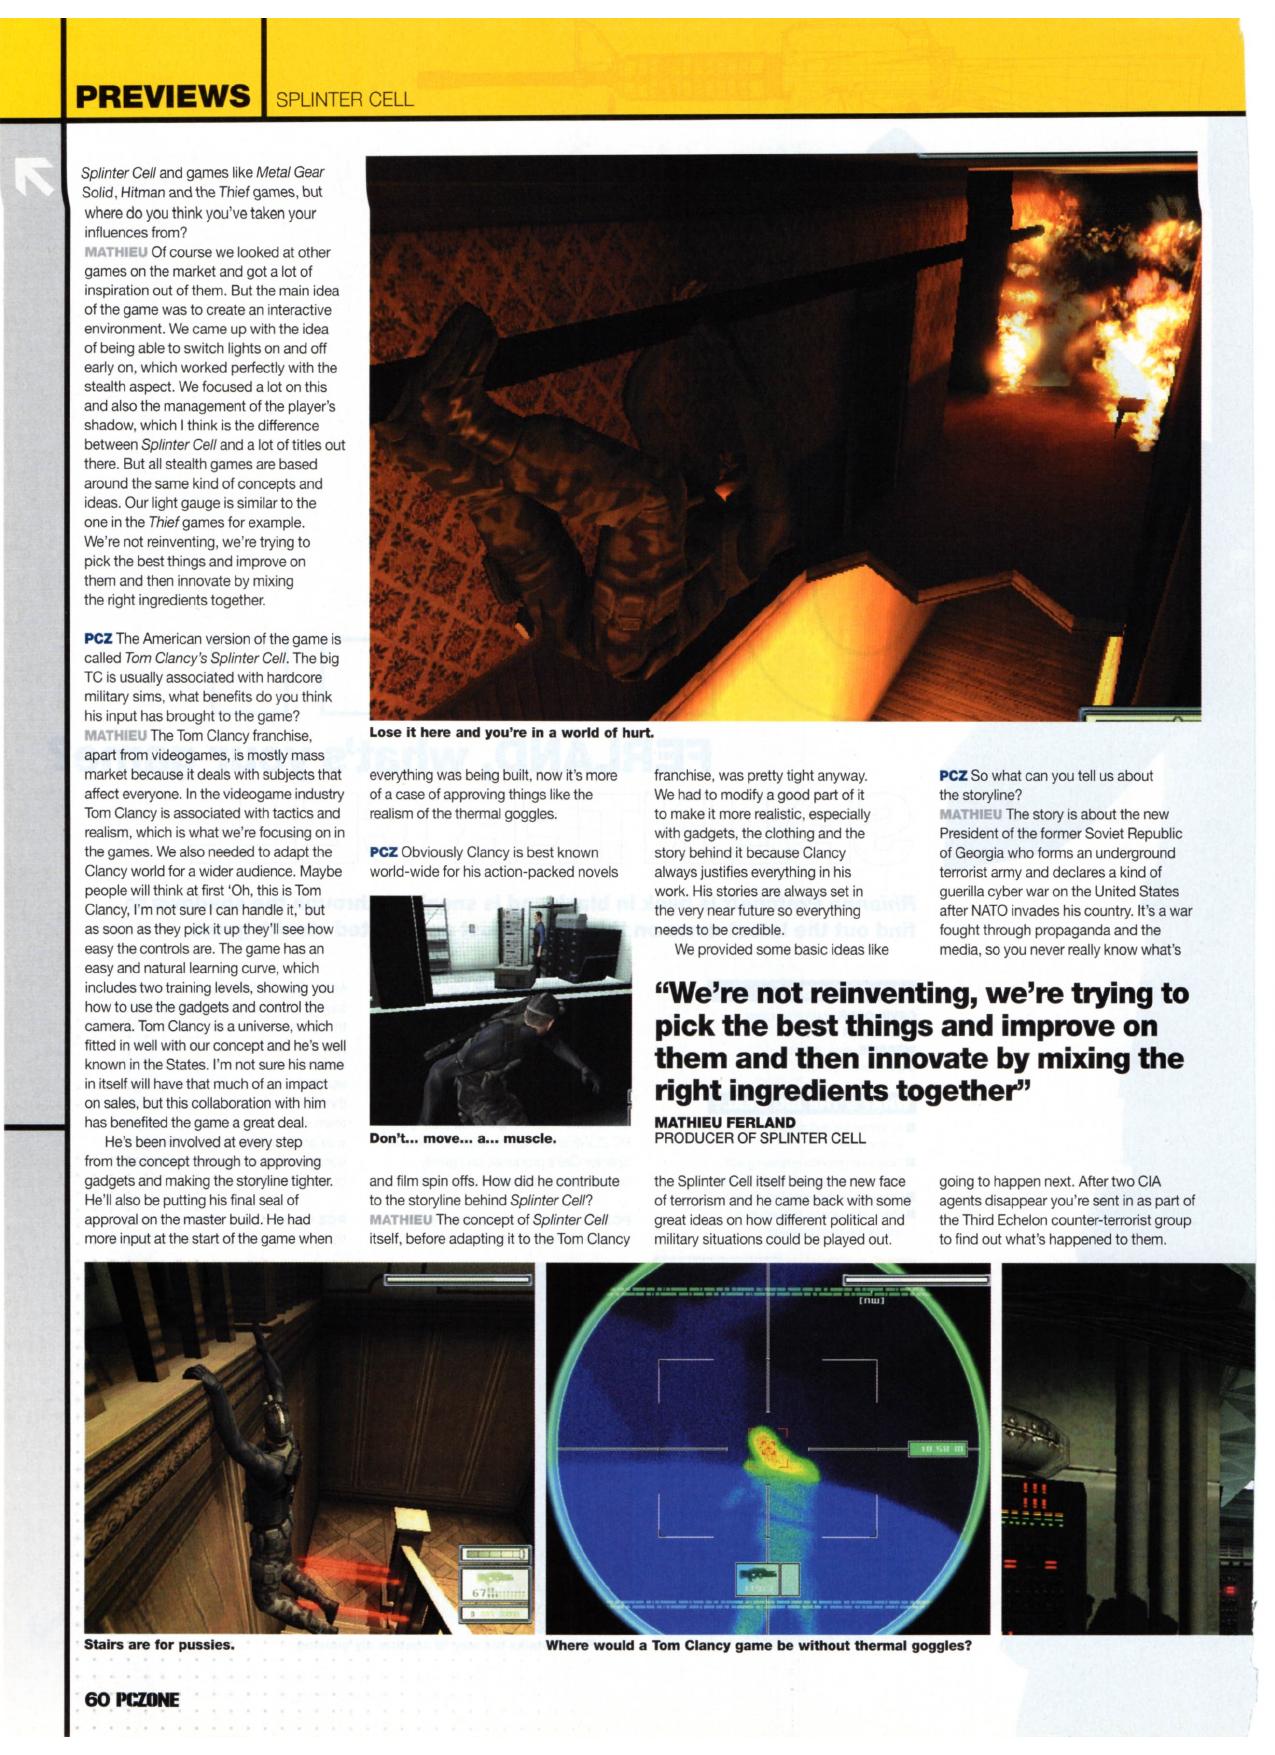 PREVIEWS
SPLINTER CELL
Splinter Cell and games like Metal Gear
Solid, Hitman and the Thief games, but
where do you think you've taken your
influences from?
MATHIEU Of course we looked at other
games on the market and got a lot of
inspiration out of them. But the main idea
of the game was to create an interactive
environment. We came up with the idea
of being able to switch lights on and off
early on, which worked perfectly with the
stealth aspect. We focused a lot on this
and also the management of the player's
shadow, which I think is the difference
between Splinter Cell and a lot of titles out
there. But all stealth games are based
around the same kind of concepts and
ideas. Our light gauge is similar to the
one in the Thief games for example.
We're not reinventing, we're trying to
pick the best things and improve on
them and then innovate by mixing
the right ingredients together.
PCZ The American version of the game is
called Tom Clancy's Splinter Cell. The big
TC is usually associated with hardcore
military sims, what benefits do you think
his input has brought to the game?
MATHIEU The Tom Clancy franchise,
apart from videogames, is mostly mass
market because it deals with subjects that
affect everyone. In the videogame industry
Tom Clancy is associated with tactics and
realism, which is what we're focusing on in
the games. We also needed to adapt the
Clancy world for a wider audience. Maybe
people will think at first 'Oh, this is Tom
Clancy, I'm not sure I can handle it,' but
as soon as they pick it up they'll see how
easy the controls are. The game has an
easy and natural learning curve, which
includes two training levels, showing you
how to use the gadgets and control the
camera. Tom Clancy is a universe, which
fitted in well with our concept and he's well
known in the States. I'm not sure his name
in itself will have that much of an impact
on sales, but this collaboration with him
has benefited the game a great deal.
He's been involved at every step
from the concept through to approving
gadgets and making the storyline tighter.
He'll also be putting his final seal of
approval on the master build. He had
more input at the start of the game when
Lose it here and you're in a world of hurt.
everything was being built, now it's more
of a case of approving things like the
realism of the thermal goggles.
PCZ Obviously Clancy is best known
world-wide for his action-packed novels
Don't... move... a... muscle.
and film spin offs. How did he contribute
to the storyline behind Splinter Cell?
MATHIEU The concept of Splinter Cell
itself, before adapting it to the Tom Clancy
franchise, was pretty tight anyway.
We had to modify a good part of it
to make it more realistic, especially
with gadgets, the clothing and the
story behind it because Clancy
always justifies everything in his
work. His stories are always set in
the very near future so everything
needs to be credible.
We provided some basic ideas like
"We're not reinventing, we're trying to
pick the best things and improve on
them and then innovate by mixing the
right ingredients together"
MATHIEU FERLAND
PRODUCER OF SPLINTER CELL
the Splinter Cell itself being the new face
of terrorism and he came back with some
great ideas on how different political and
military situations could be played out.
PCZ So what can you tell us about
the storyline?
MATHIEU The story is about the new
President of the former Soviet Republic
of Georgia who forms an underground
terrorist army and declares a kind of
guerilla cyber war on the United States
after NATO invades his country. It's a war
fought through propaganda and the
media, so you never really know what's
going to happen next. After two CIA
agents disappear you're sent in as part of
the Third Echelon counter-terrorist group
to find out what's happened to them.
67
Stairs are for pussies.
[nw]
10.50 m
Where would a Tom Clancy game be without thermal goggles?
60 PCZONE